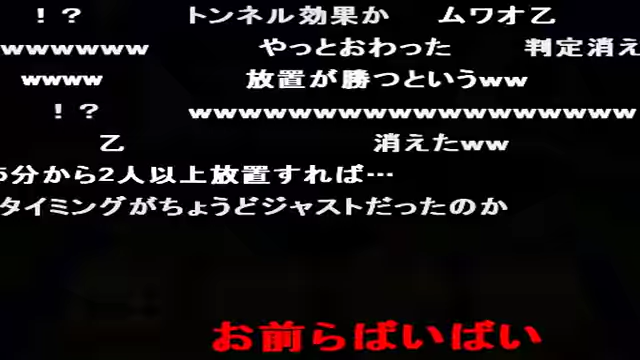 ！？ トンネル効果か ムワオ乙
wwwwwww やっとおわった 判定消え
wwww 放置が勝つというww
！？ wwwwwwwwwwwwwwwwwww
乙 消えたww
5分から2人以上放置すれば…
タイミングがちょうどジャストだったのか
お前らばいばい